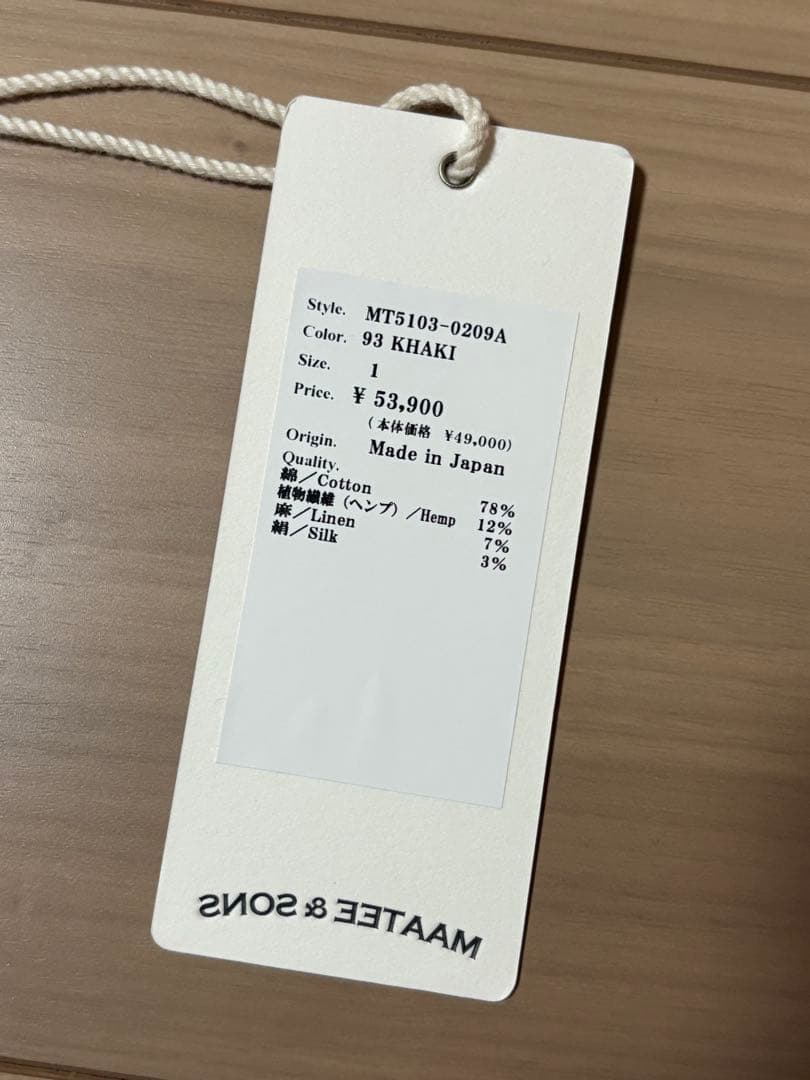 Style. MT5103-0209A
Color. 93 KHAKI
Size. 1
Price. ¥ 53,900
(本体価格 ¥49,000)
Origin. Made in Japan
Quality.
綿/Cotton 78%
植物繊維(ヘンプ)/Hemp 12%
麻/Linen 7%
絹/Silk 3%
MAATEE & SONS